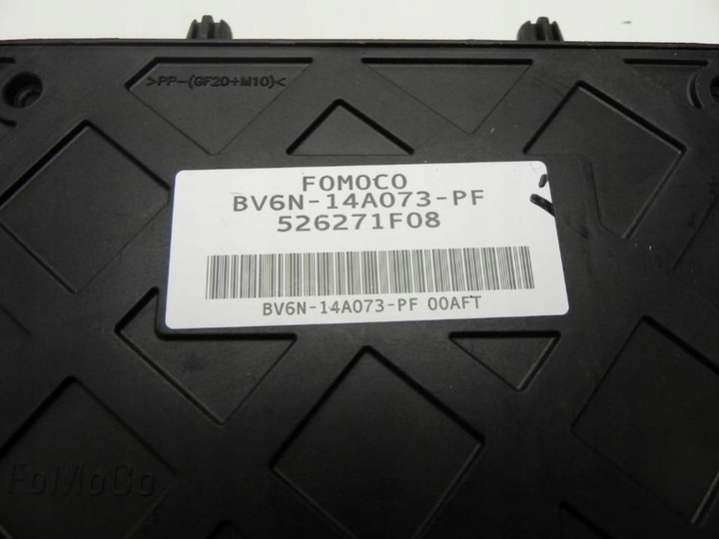 >PP-(GF20+M10)<
FOMOCO
BV6N-14A073-PF
526271F08
BV6N-14A073-PF 00AFT
FoMoCo